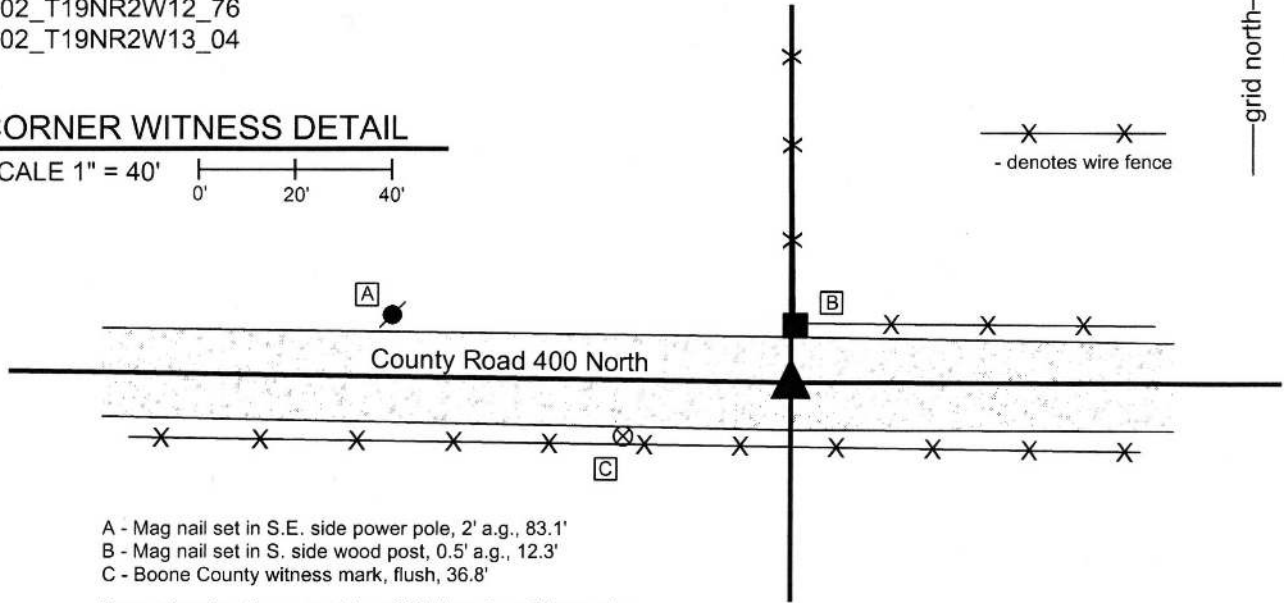 02_T19NR2W12_76
02_T19NR2W13_04
CORNER WITNESS DETAIL
SCALE 1" = 40'
0' 20' 40'
grid north
X X
- denotes wire fence
A
B
County Road 400 North
C
A - Mag nail set in S.E. side power pole, 2' a.g., 83.1'
B - Mag nail set in S. side wood post, 0.5' a.g., 12.3'
C - Boone County witness mark, flush, 36.8'